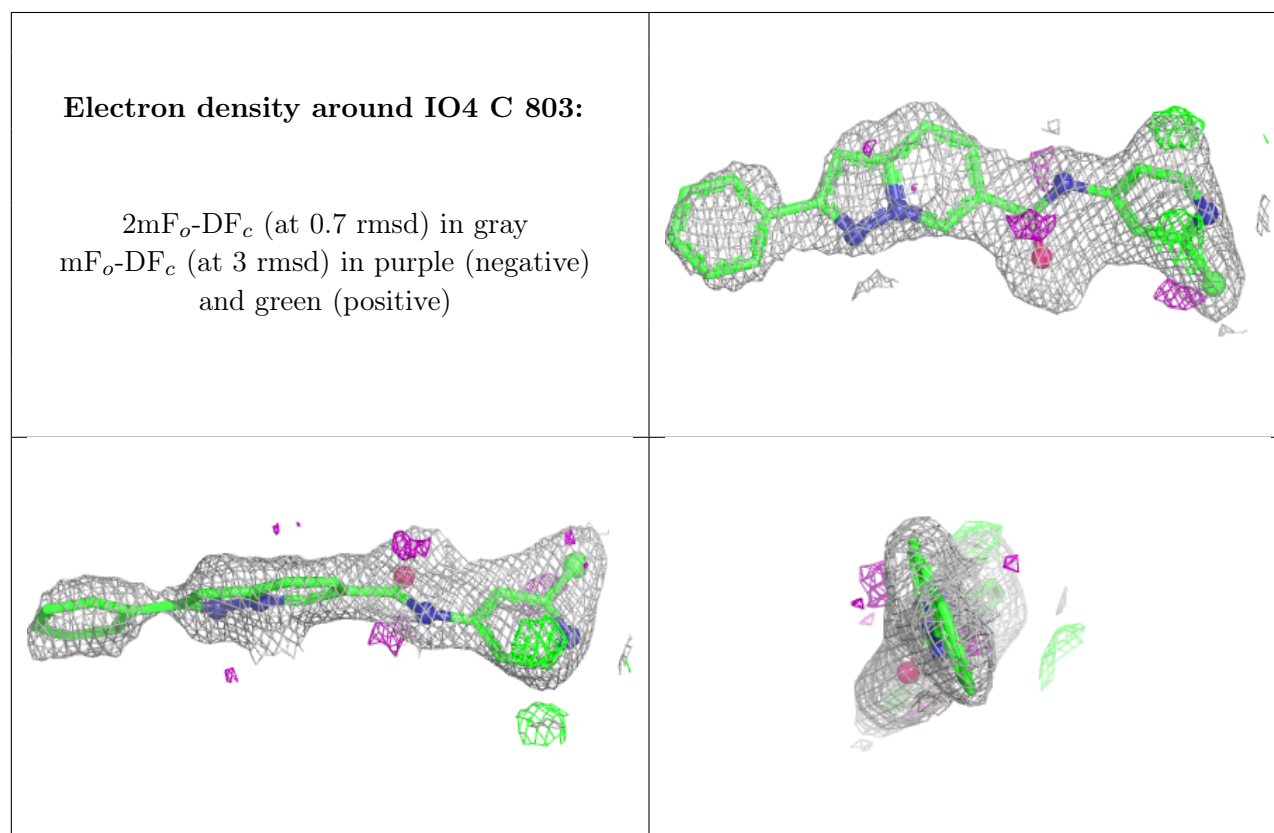 Electron density around IO4 C 803:
2mFₒ-DF𝒸 (at 0.7 rmsd) in gray
mFₒ-DF𝒸 (at 3 rmsd) in purple (negative)
and green (positive)